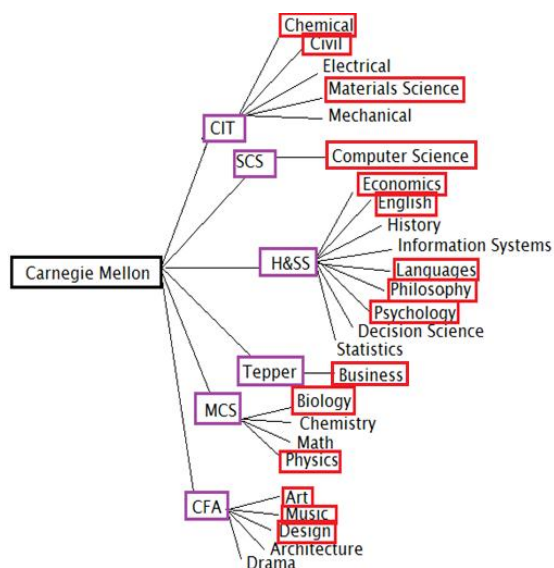 Chemical
Civil
Electrical
Materials Science
Mechanical
CIT
SCS
Computer Science
Economics
English
History
Information Systems
H&SS
Languages
Carnegie Mellon
Philosophy
Psychology
Decision Science
Statistics
Tepper
Business
Biology
MCS
Chemistry
Math
Physics
Art
CFA
Music
Design
Architecture
Drama